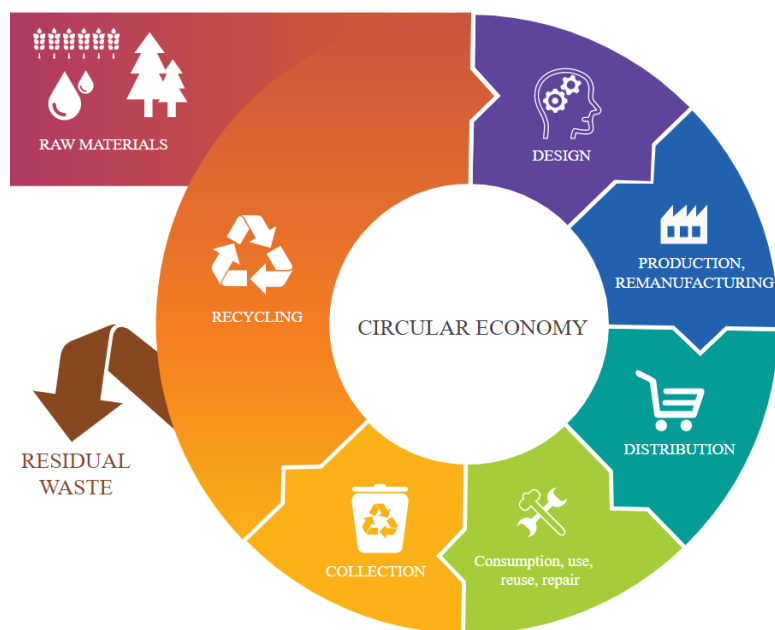 RAW MATERIALS
DESIGN
PRODUCTION,
REMANUFACTURING
RECYCLING
CIRCULAR ECONOMY
DISTRIBUTION
RESIDUAL
WASTE
Consumption, use,
reuse, repair
COLLECTION